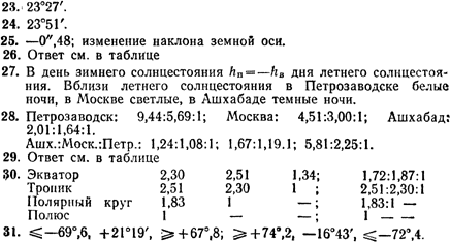 23. 23°27′.
24. 23°51′.
25. —0″,48; изменение наклона земной оси.
26. Ответ см. в таблице
27. В день зимнего солнцестояния hп=—hв дня летнего солнцестоя-
ния. Вблизи летнего солнцестояния в Петрозаводске белые
ночи, в Москве светлые, в Ашхабаде темные ночи.
28. Петрозаводск: 9,44:5,69:1; Москва: 4,51:3,00:1; Ашхабад:
2,01:1,64:1.
Ашх.:Моск.:Петр.: 1,24:1,08:1; 1,67:1,19.1; 5,81:2,25:1.
29. Ответ см. в таблице
30. Экватор 2,30 2,51 1,34; 1,72:1,87:1
Тропик 2,51 2,30 1 ; 2,51:2,30:1
Полярный круг 1,83 1 — ; 1,83:1 —
Полюс 1 — — ; 1 — —
31. ⩽—69°,6, +21°19′, ⩾+67°,8; ⩾+74°,2, —16°43′, ⩽—72°,4.